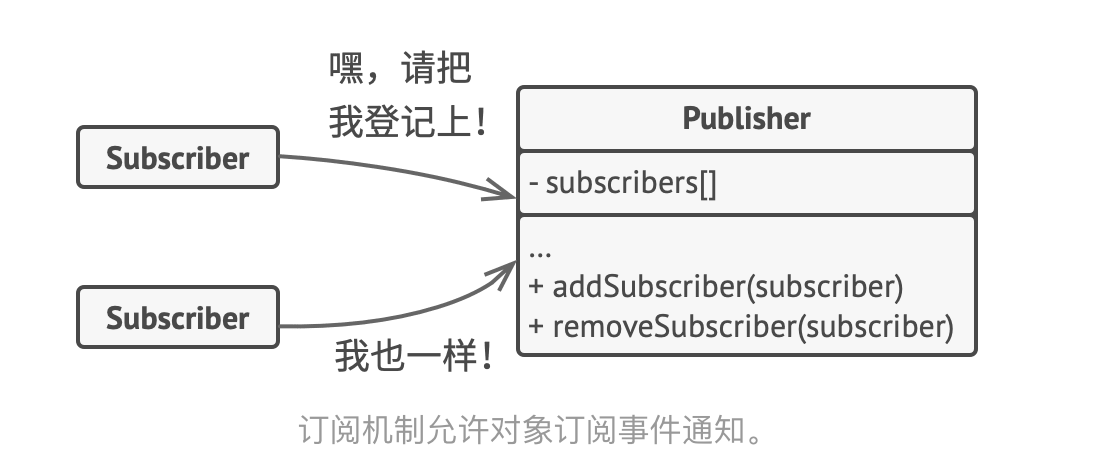 嘿，请把
我登记上！
Subscriber
Publisher
- subscribers[]
...
+ addSubscriber(subscriber)
+ removeSubscriber(subscriber)
Subscriber
我也一样！
订阅机制允许对象订阅事件通知。